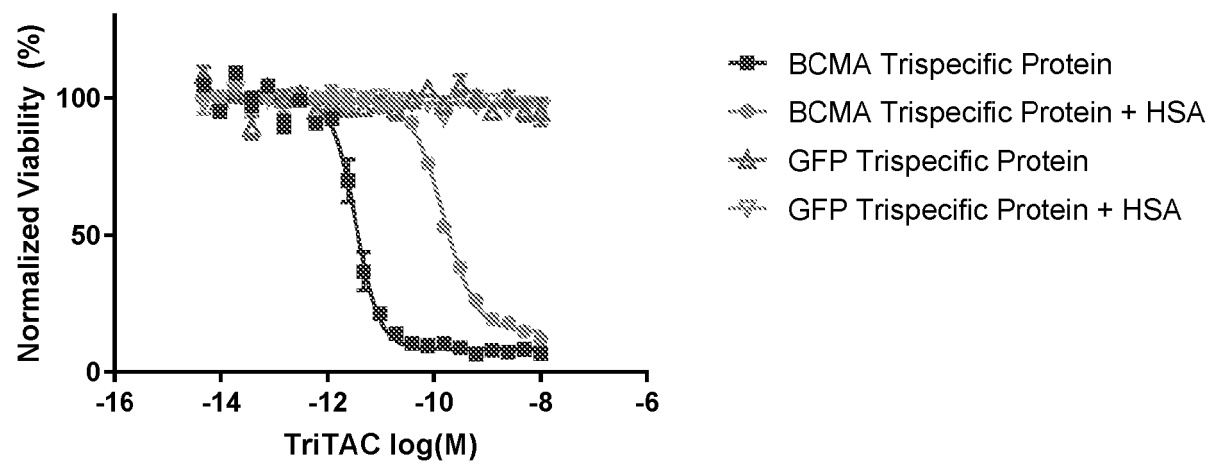 Normalized Viability (%)
100
50
0
-16
-14
-12
-10
-8
-6
TriTAC log(M)
BCMA Trispecific Protein
BCMA Trispecific Protein + HSA
GFP Trispecific Protein
GFP Trispecific Protein + HSA